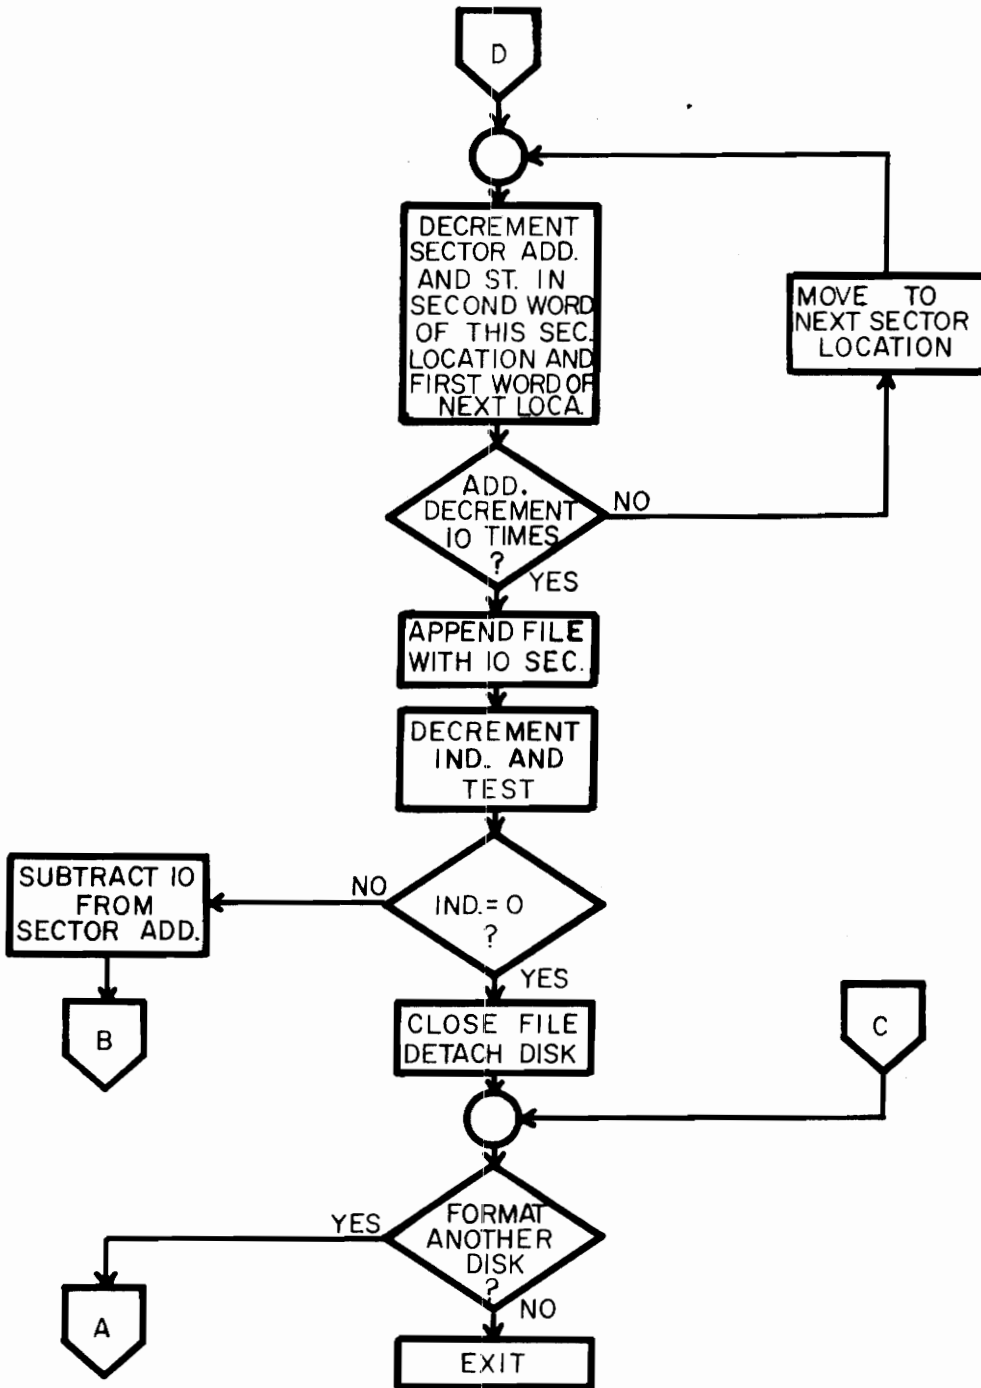 D
DECREMENT
SECTOR ADD.
AND ST. IN
SECOND WORD
OF THIS SEC.
LOCATION AND
FIRST WORD OF
NEXT LOCA.
MOVE TO
NEXT SECTOR
LOCATION
ADD.
DECREMENT
10 TIMES
?
NO
YES
APPEND FILE
WITH 10 SEC.
DECREMENT
IND. AND
TEST
SUBTRACT 10
FROM
SECTOR ADD.
NO
IND. = 0
?
YES
B
CLOSE FILE
DETACH DISK
C
YES
FORMAT
ANOTHER
DISK
?
NO
A
EXIT